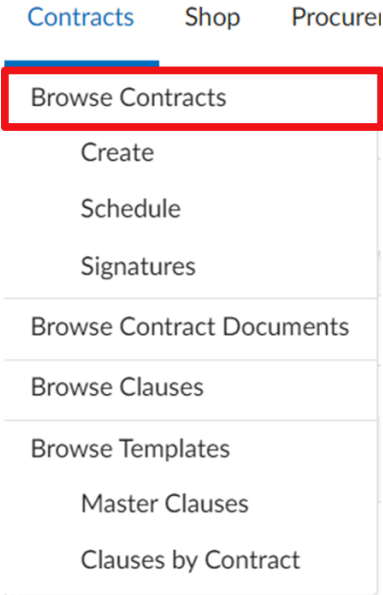 Contracts Shop Procurer
Browse Contracts
Create
Schedule
Signatures
Browse Contract Documents
Browse Clauses
Browse Templates
Master Clauses
Clauses by Contract